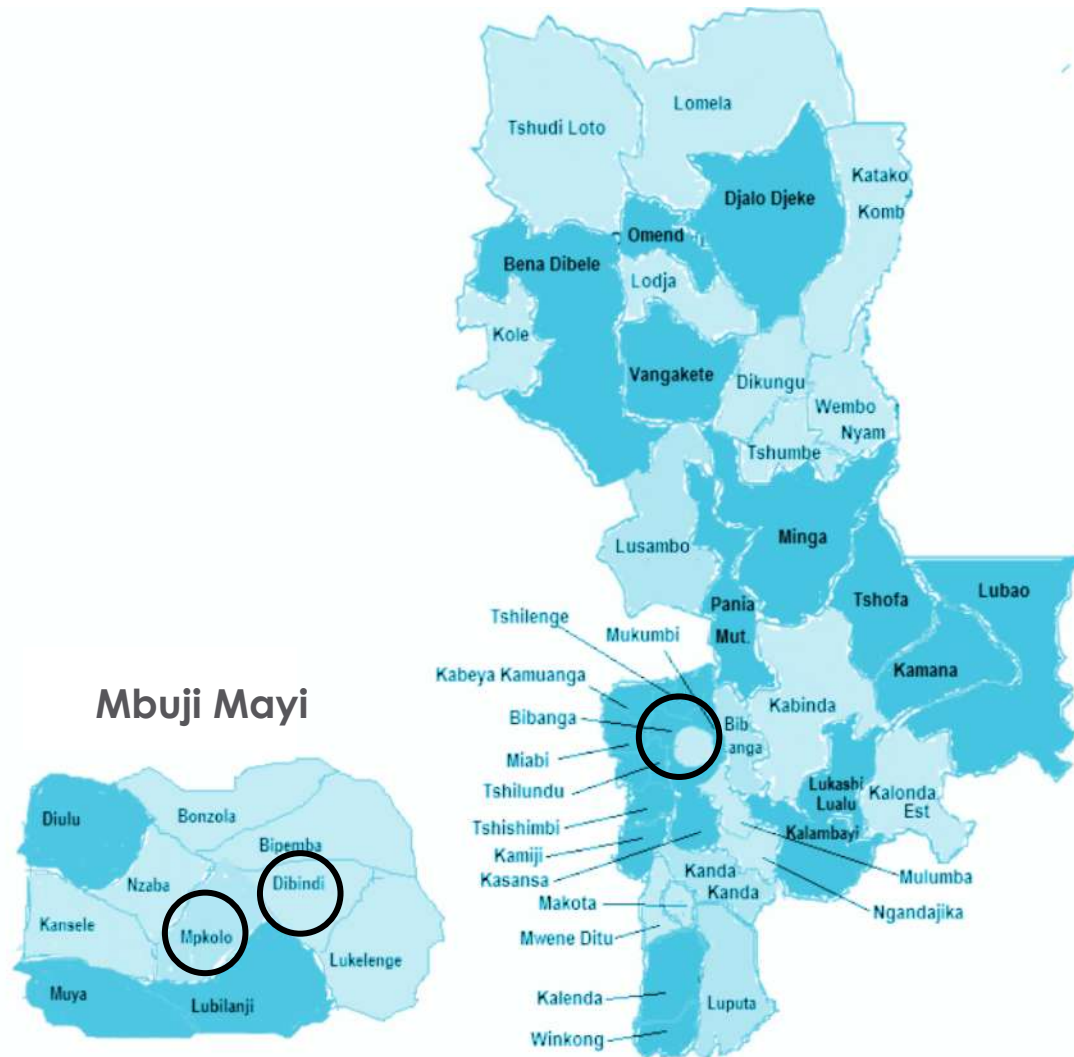 Lomela
Tshudi Loto
Katako
Komb
Djalo Djeke
Omend
Bena Dibele
Lodja
Kole
Vangakete
Dikungu
Wembo
Nyam
Tshumbe
Minga
Lusambo
Tshofa
Lubao
Pania
Mut.
Tshilenge
Mukumbi
Kamana
Kabeya Kamuanga
Kabinda
Bibanga
Bib
anga
Miabi
Tshilundu
Lukashi
Lualu
Kalonda
Est
Tshishimbi
Kalambayi
Kamiji
Kasansa
Kanda
Kanda
Mulumba
Makota
Ngandajika
Mwene Ditu
Kalenda
Luputa
Winkong
Mbuji Mayi
Diulu
Bonzola
Bipemba
Nzaba
Dibindi
Kansele
Mpkolo
Lukelenge
Muya
Lubilanji